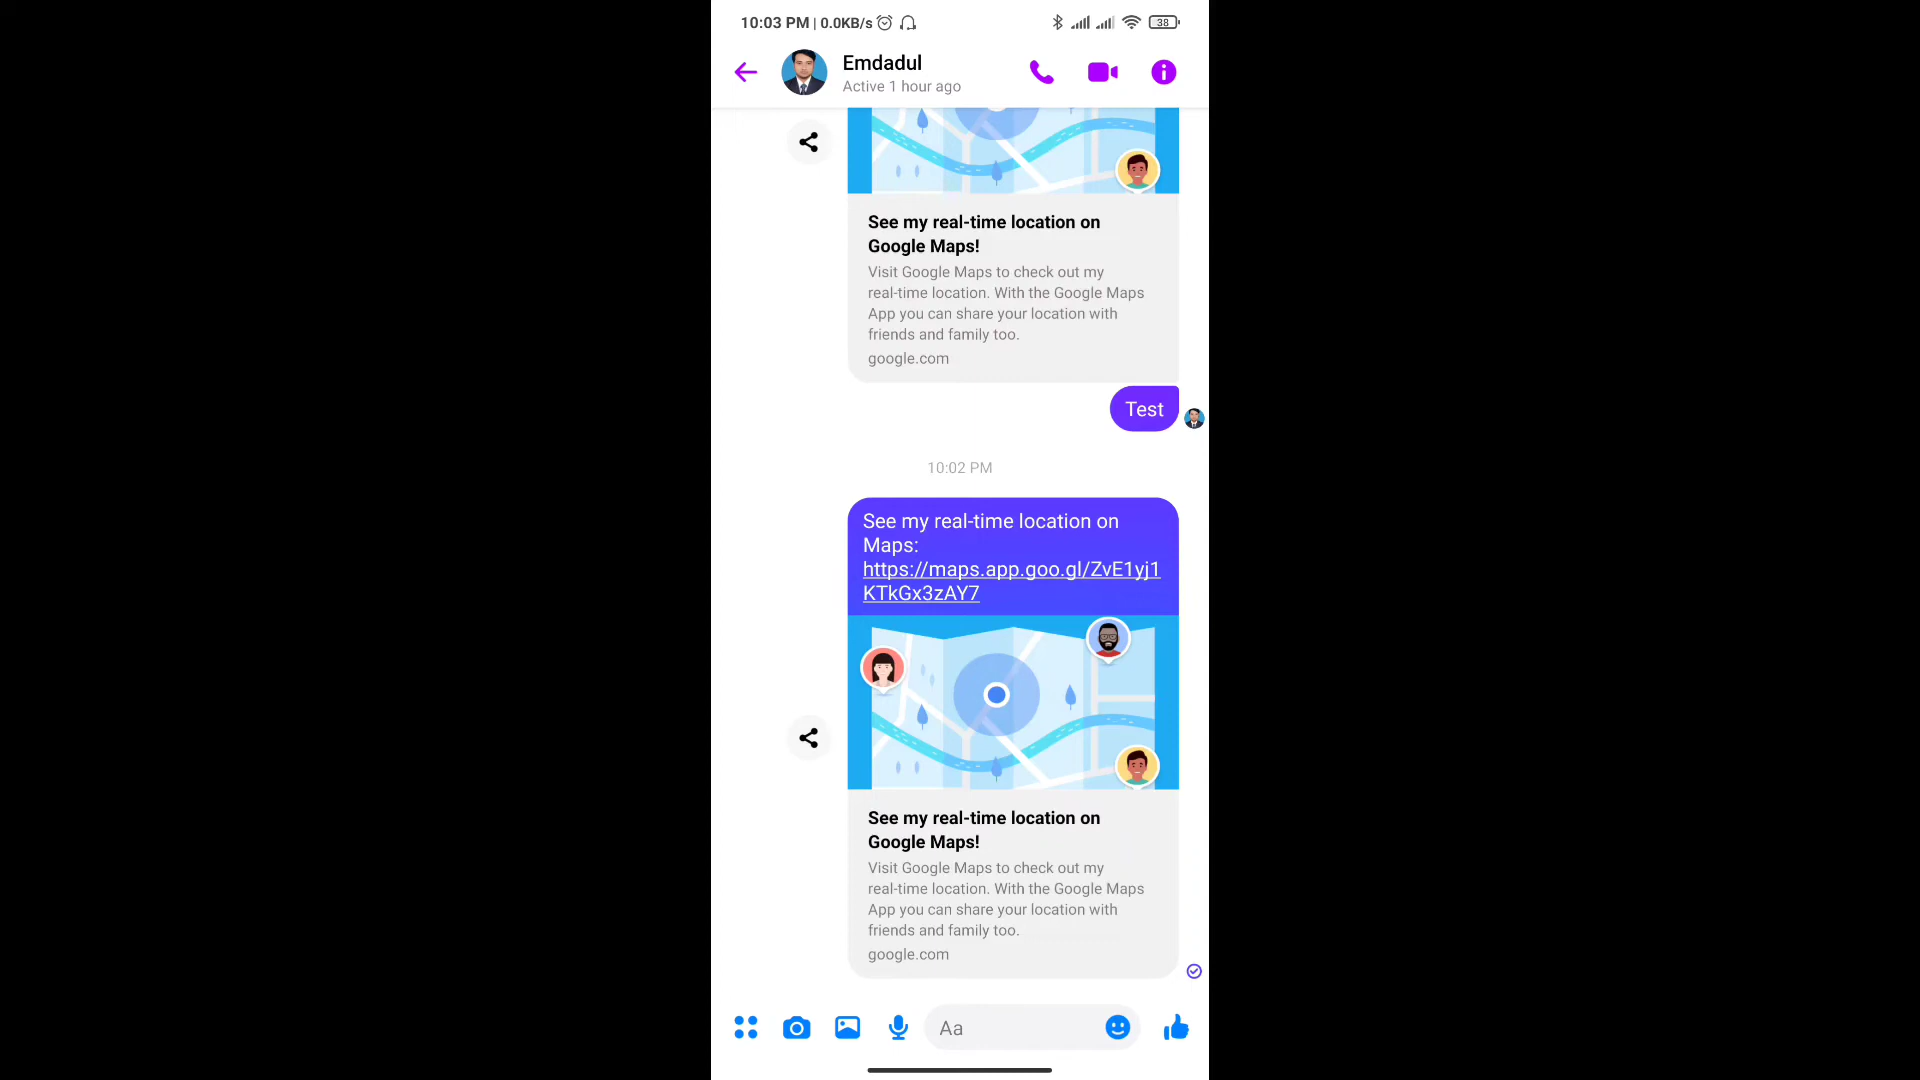 10:03 PM | 0.0KB/s
38
Emdadul
Active 1 hour ago
See my real-time location on
Google Maps!
Visit Google Maps to check out my
real-time location. With the Google Maps
App you can share your location with
friends and family too.
google.com
Test
10:02 PM
See my real-time location on
Maps:
https://maps.app.goo.gl/ZvE1yj1
KTkGx3zAY7
See my real-time location on
Google Maps!
Visit Google Maps to check out my
real-time location. With the Google Maps
App you can share your location with
friends and family too.
google.com
Aa